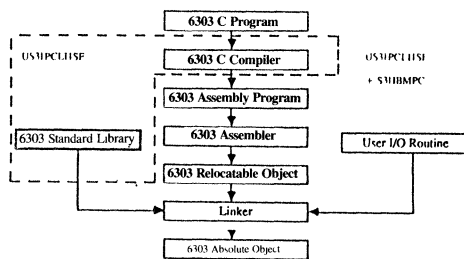 6303 C Program
6303 C Compiler
6303 Assembly Program
6303 Assembler
6303 Standard Library
User I/O Routine
6303 Relocatable Object
Linker
6303 Absolute Object